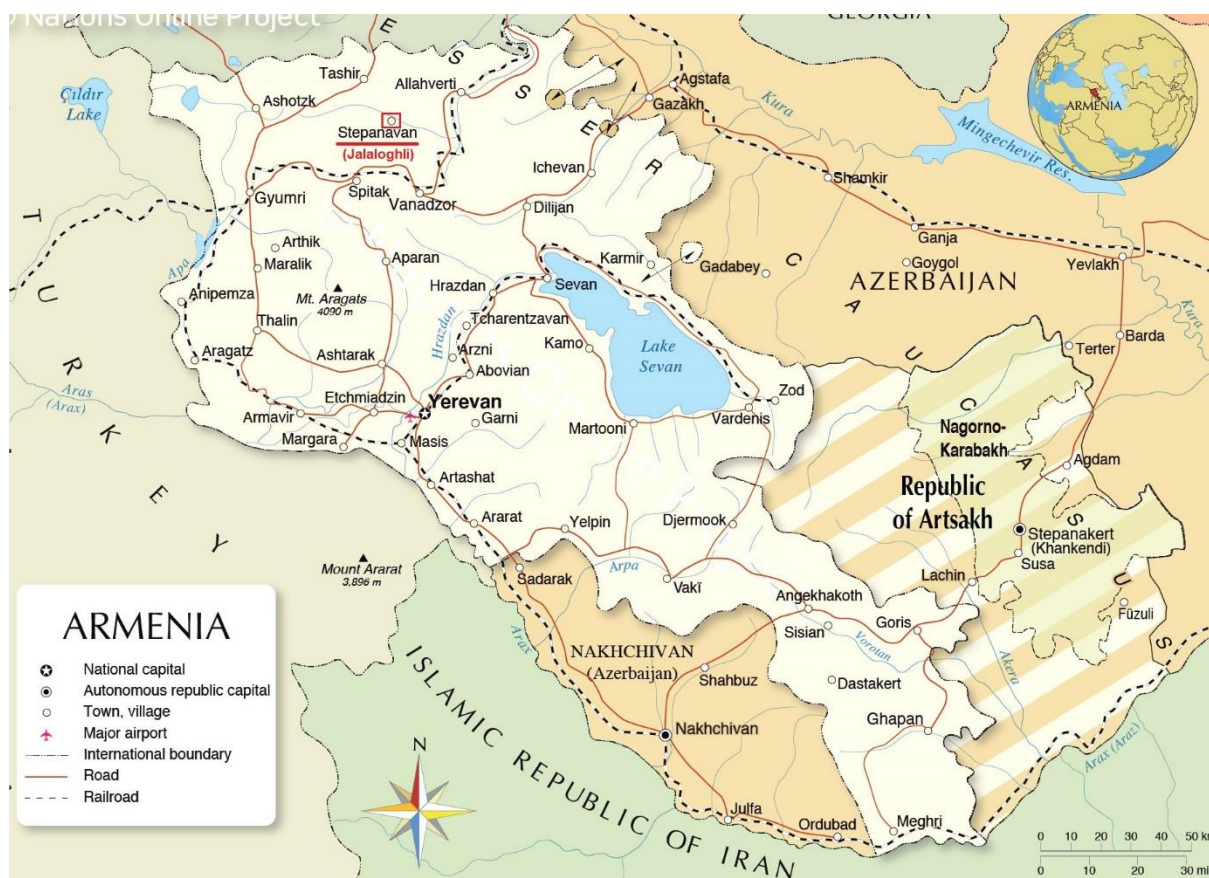 © Nations Online Project
GEORGIA
Çıldır
Lake
Tashir
Allahverti
Ashotzk
Agstafa
Gazakh
Kura
ARMENIA
Stepanavan
(Jalaloghli)
Mingechevir Res.
LESSER CAUCASUS
Ichevan
Shamkir
Spitak
Gyumri
Vanadzor
Dilijan
Ganja
Arthik
Aparan
Karmir
Gadabey
Goygol
Yevlakh
Apa
Maralik
AZERBAIJAN
Sevan
Hrazdan
Mt. Aragats
4090 m
Anipemza
Tcharentzavan
Hrazdan
Kura
Thalin
Kamo
Lake
Sevan
Barda
Terter
Aragatz
Ashtarak
Arzni
Abovian
TURKEY
Aras
(Arax)
Etchmiadzin
Yerevan
Zod
Armavir
Garni
Martooni
Vardenis
Nagorno-
Karabakh
Margara
Masis
Agdam
Artashat
Republic
of Artsakh
Ararat
Yelpin
Djermook
Stepanakert
(Khankendi)
Susa
Mount Ararat
3,896 m
Sadarak
Arpa
Vakï
Lachin
Angekhakoth
Füzuli
Sisian
Goris
Vorotan
Arax
NAKHCHIVAN
(Azerbaijan)
Akera
Shahbuz
Dastakert
Ghapan
Nakhchivan
Arax (Araz)
ISLAMIC REPUBLIC OF IRAN
Julfa
Ordubad
Meghri
ARMENIA
National capital
Autonomous republic capital
Town, village
Major airport
International boundary
Road
Railroad
N
0 10 20 30 40 50 km
0 10 20 30 mi